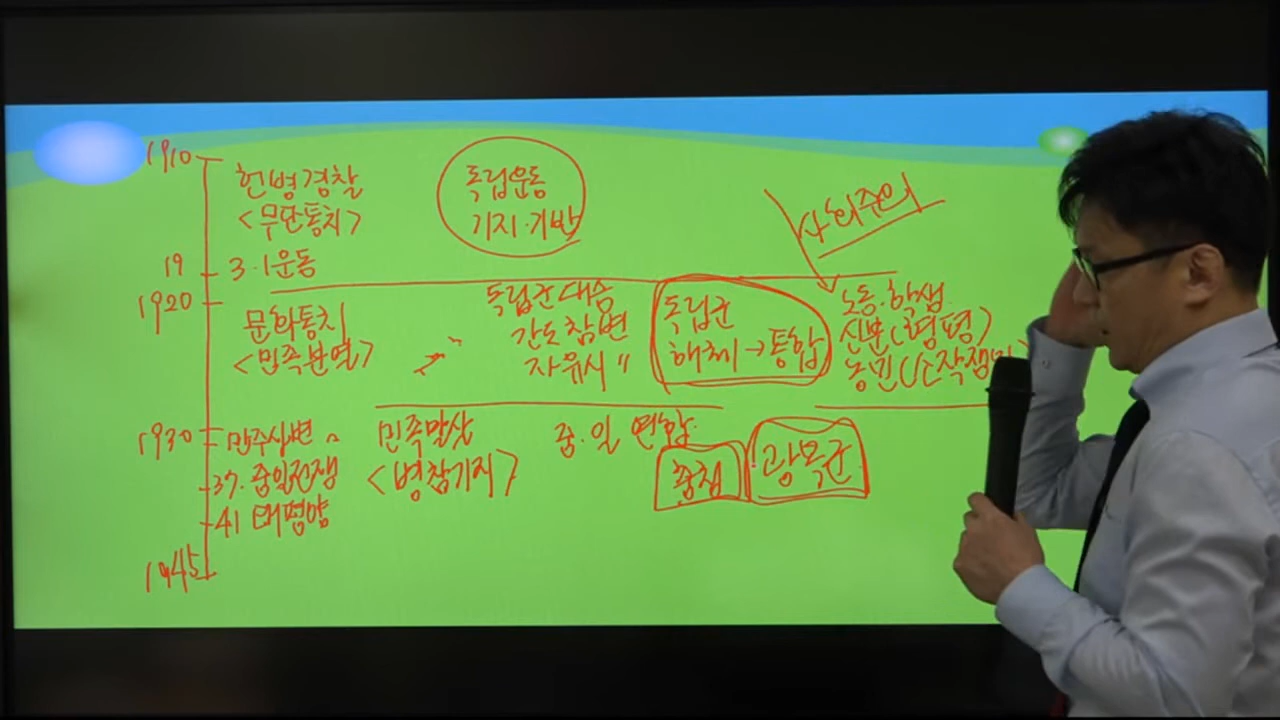 1910
헌병경찰
<무단통치>
독립운동
기지·기반
사회주의
19
3·1운동
1920
문화통치
<민족분열>
독립군 대승
간도참변
자유시 "
독립군
해체→통합
노동·학생
신분(형평)
농민(소작쟁
1930
만주사변
민족말살
<병참기지>
중·일 연합
충칭
광복군
37. 중일전쟁
41 태평양
1945